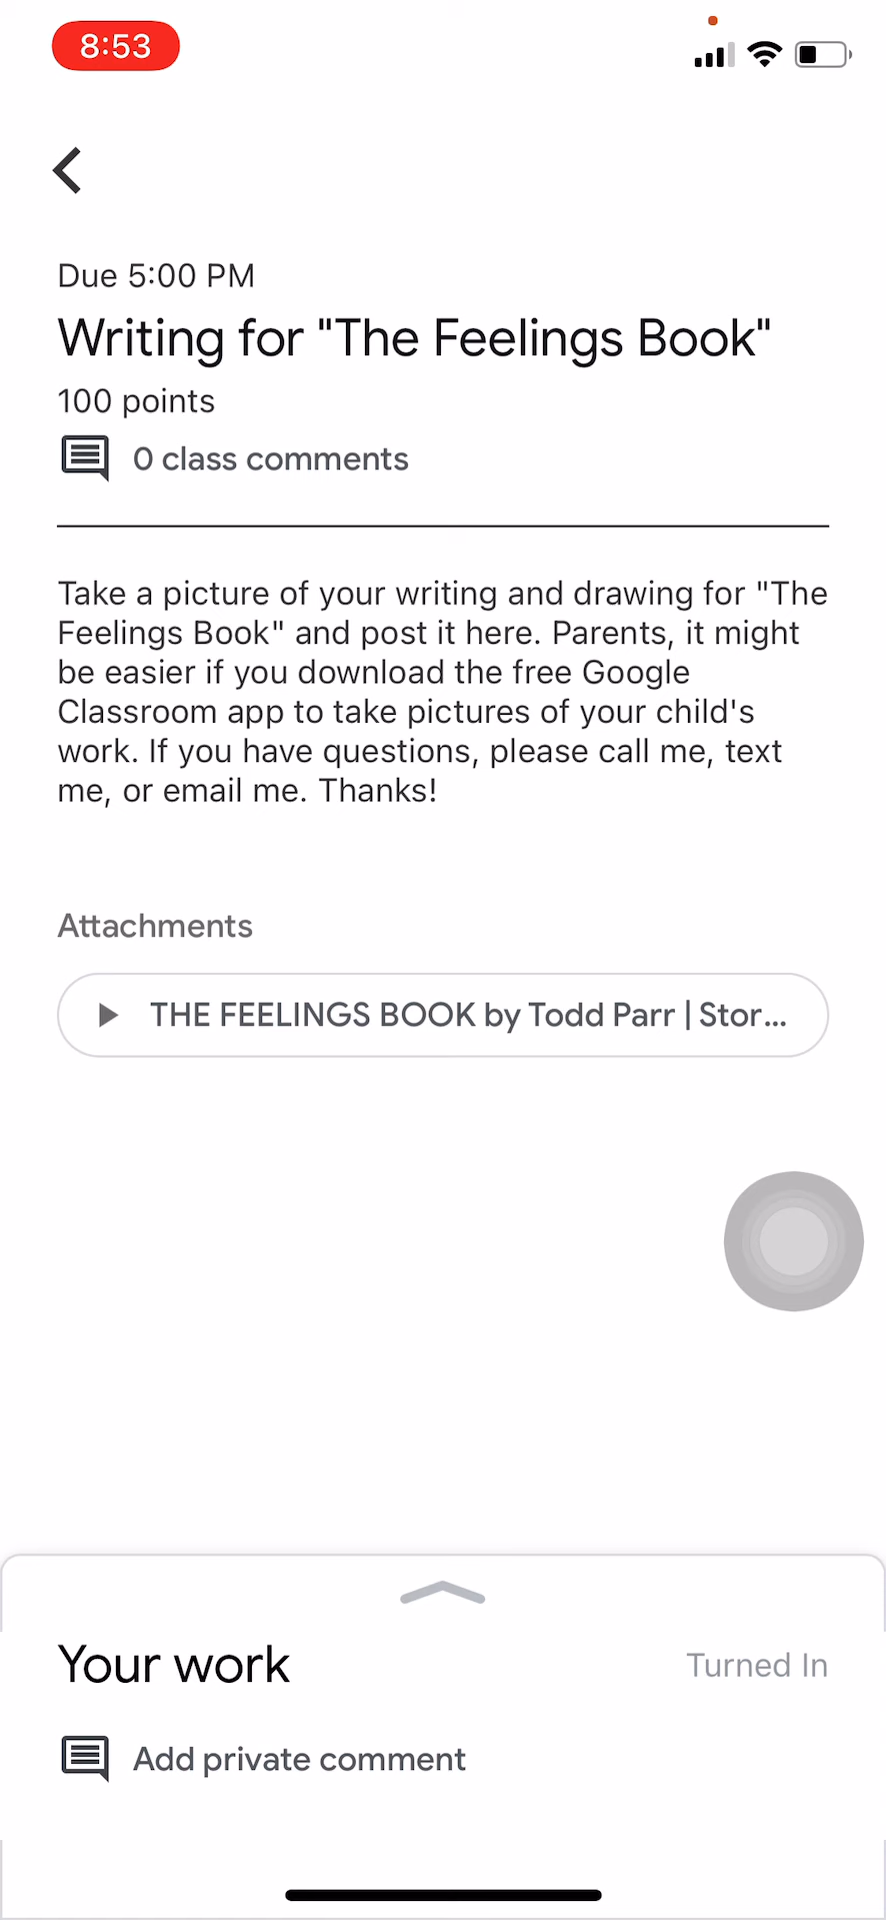 8:53
Due 5:00 PM
Writing for "The Feelings Book"
100 points
0 class comments
Take a picture of your writing and drawing for "The
Feelings Book" and post it here. Parents, it might
be easier if you download the free Google
Classroom app to take pictures of your child's
work. If you have questions, please call me, text
me, or email me. Thanks!
Attachments
THE FEELINGS BOOK by Todd Parr | Stor...
Your work
Turned In
Add private comment